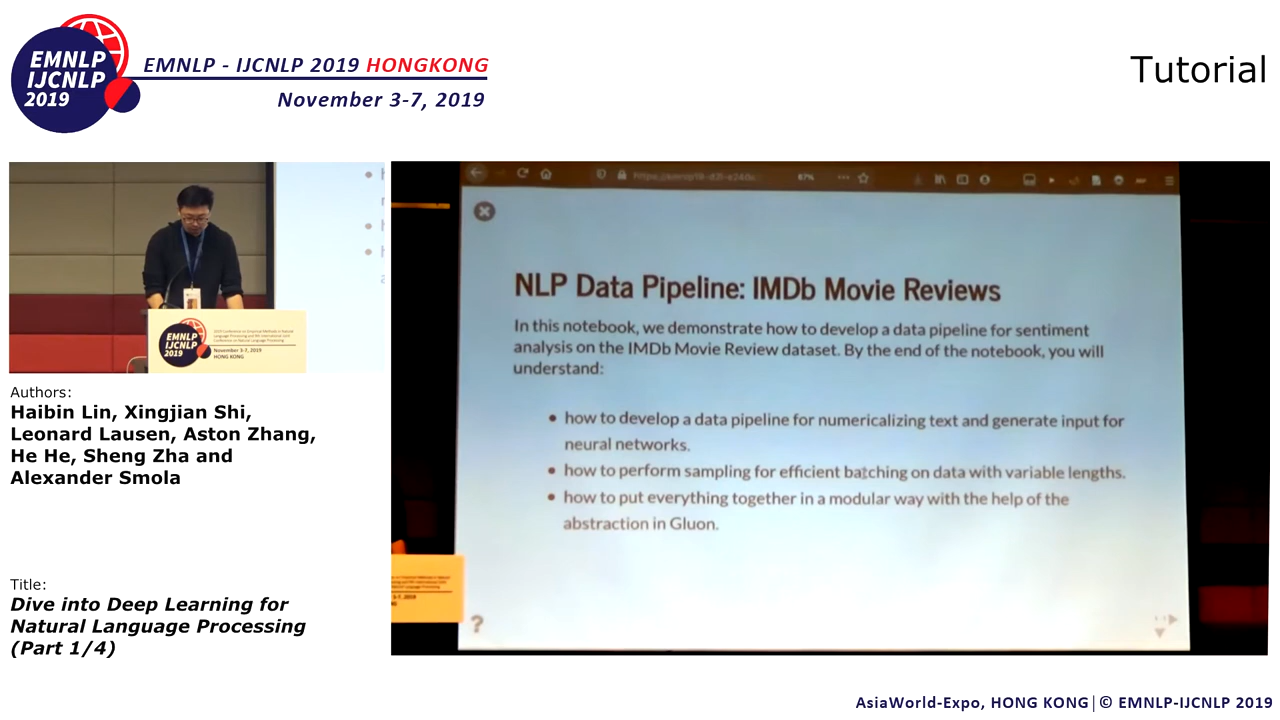 EMNLP
IJCNLP
2019
EMNLP - IJCNLP 2019 HONGKONG
November 3-7, 2019
Tutorial
EMNLP
IJCNLP
2019
November 3-7, 2019
HONG KONG
Authors:
Haibin Lin, Xingjian Shi,
Leonard Lausen, Aston Zhang,
He He, Sheng Zha and
Alexander Smola
Title:
Dive into Deep Learning for
Natural Language Processing
(Part 1/4)
67%
NLP Data Pipeline: IMDb Movie Reviews
In this notebook, we demonstrate how to develop a data pipeline for sentiment
analysis on the IMDb Movie Review dataset. By the end of the notebook, you will
understand:
• how to develop a data pipeline for numericalizing text and generate input for
neural networks.
• how to perform sampling for efficient batching on data with variable lengths.
• how to put everything together in a modular way with the help of the
abstraction in Gluon.
?
AsiaWorld-Expo, HONG KONG|© EMNLP-IJCNLP 2019